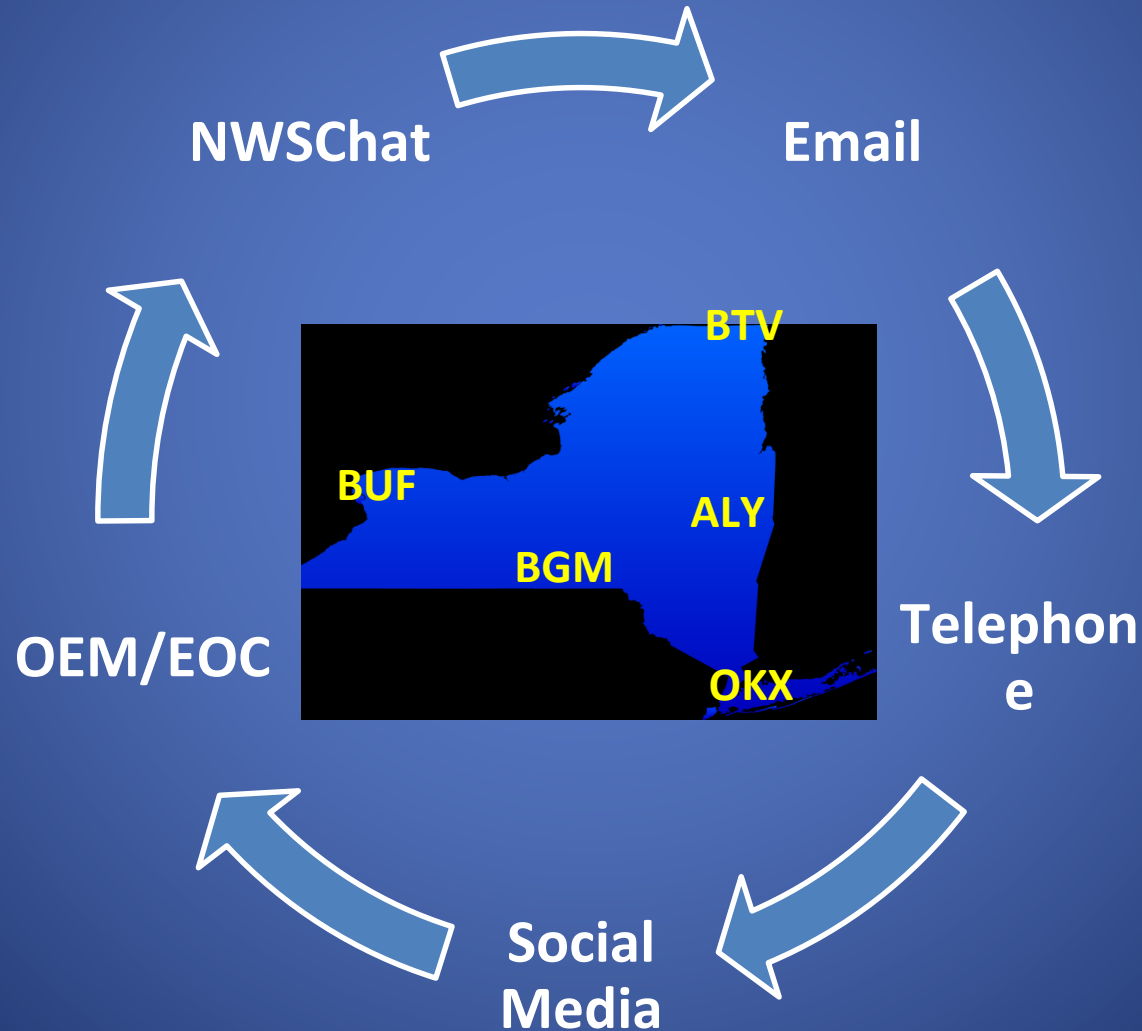 NWSChat
Email
BTV
BUF
ALY
BGM
OEM/EOC
Telephon
e
OKX
Social
Media